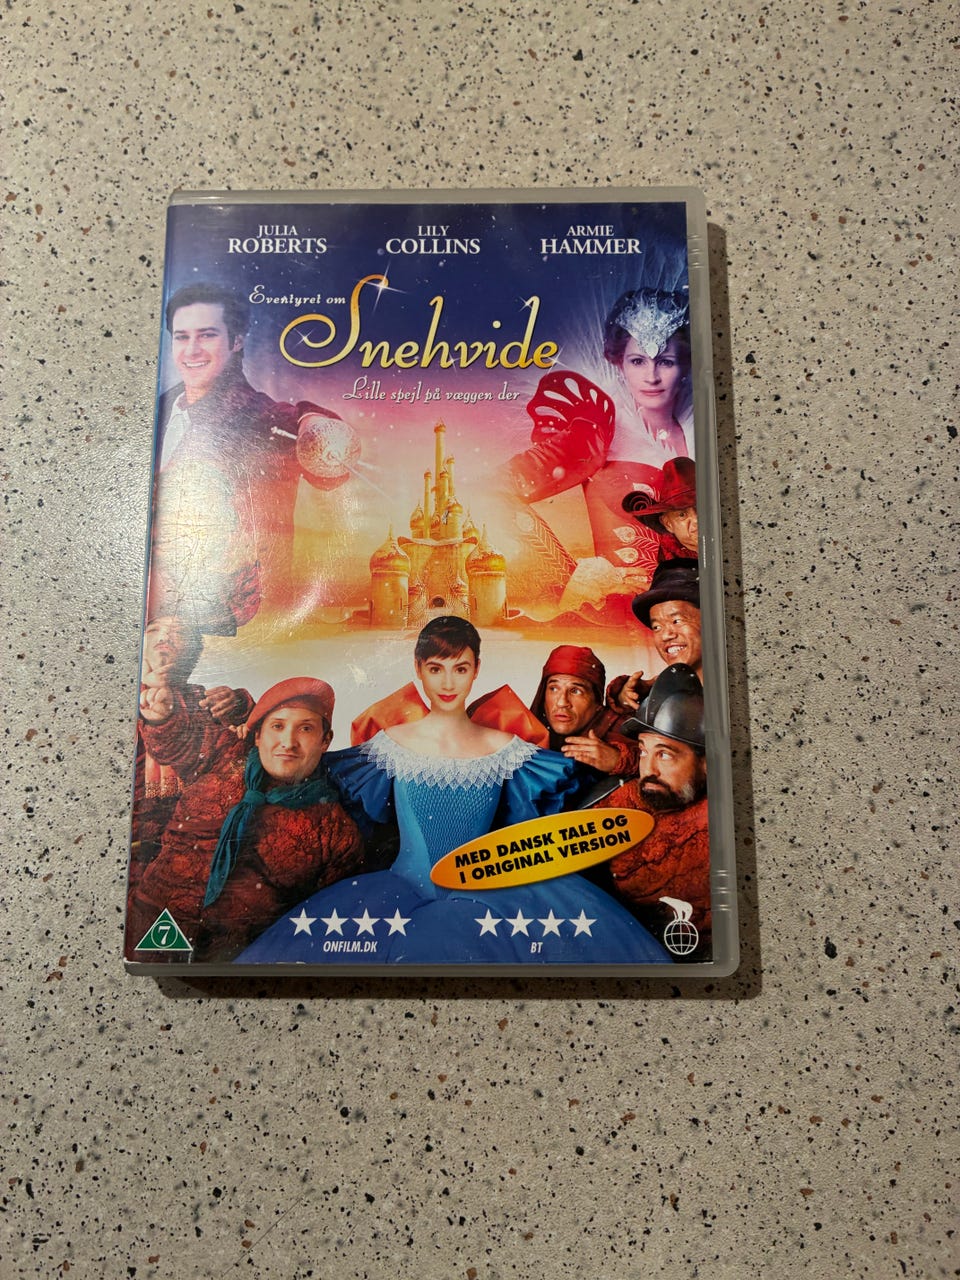 JULIA
ROBERTS
LILY
COLLINS
ARMIE
HAMMER
Eventyret om
Snehvide
Lille spejl på væggen der
MED DANSK TALE OG
I ORIGINAL VERSION
7
ONFILM.DK
BT